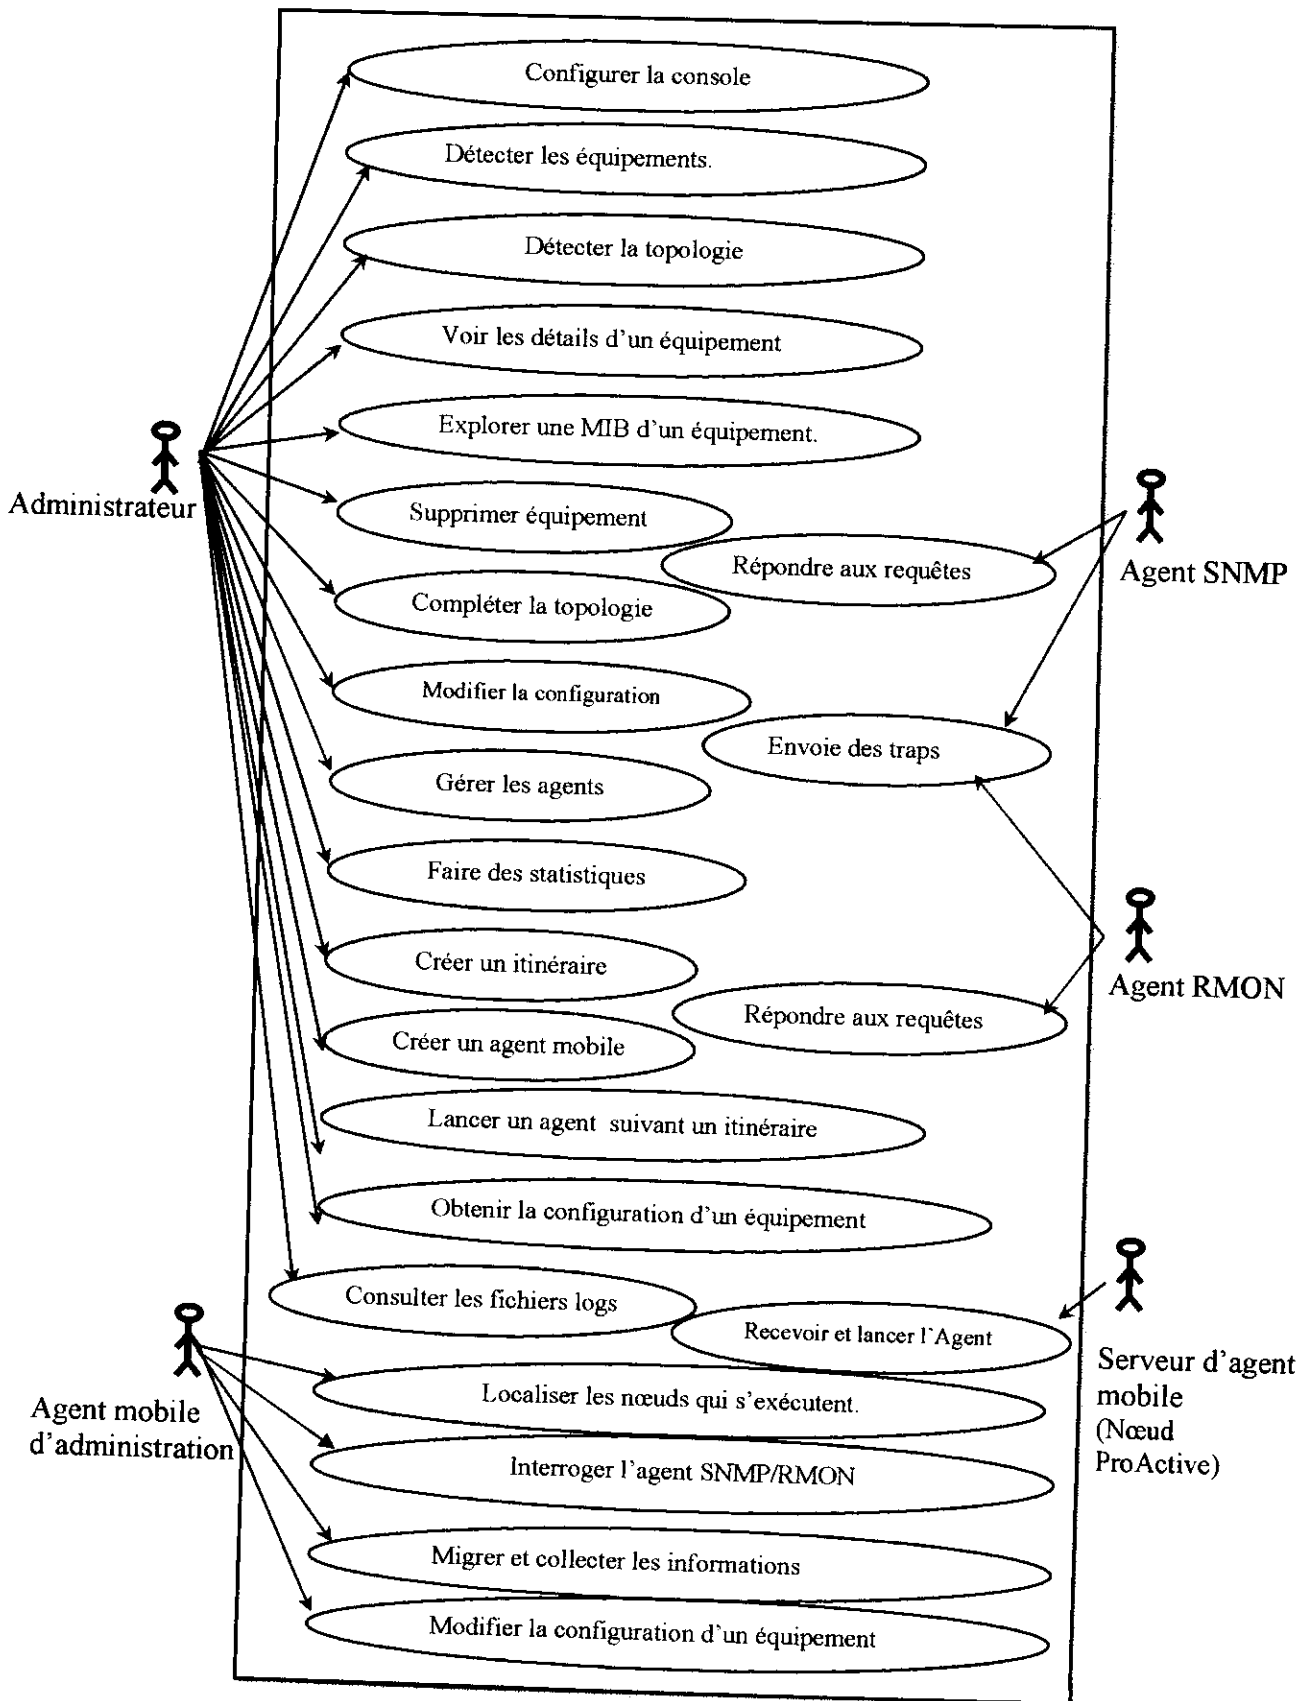 Configurer la console
Détecter les équipements.
Détecter la topologie
Voir les détails d'un équipement
Explorer une MIB d'un équipement.
Administrateur
Supprimer équipement
Répondre aux requêtes
Agent SNMP
Compléter la topologie
Modifier la configuration
Envoie des traps
Gérer les agents
Faire des statistiques
Créer un itinéraire
Agent RMON
Répondre aux requêtes
Créer un agent mobile
Lancer un agent suivant un itinéraire
Obtenir la configuration d'un équipement
Consulter les fichiers logs
Recevoir et lancer l'Agent
Serveur d'agent
mobile
(Nœud
ProActive)
Agent mobile
d'administration
Localiser les nœuds qui s'exécutent.
Interroger l'agent SNMP/RMON
Migrer et collecter les informations
Modifier la configuration d'un équipement